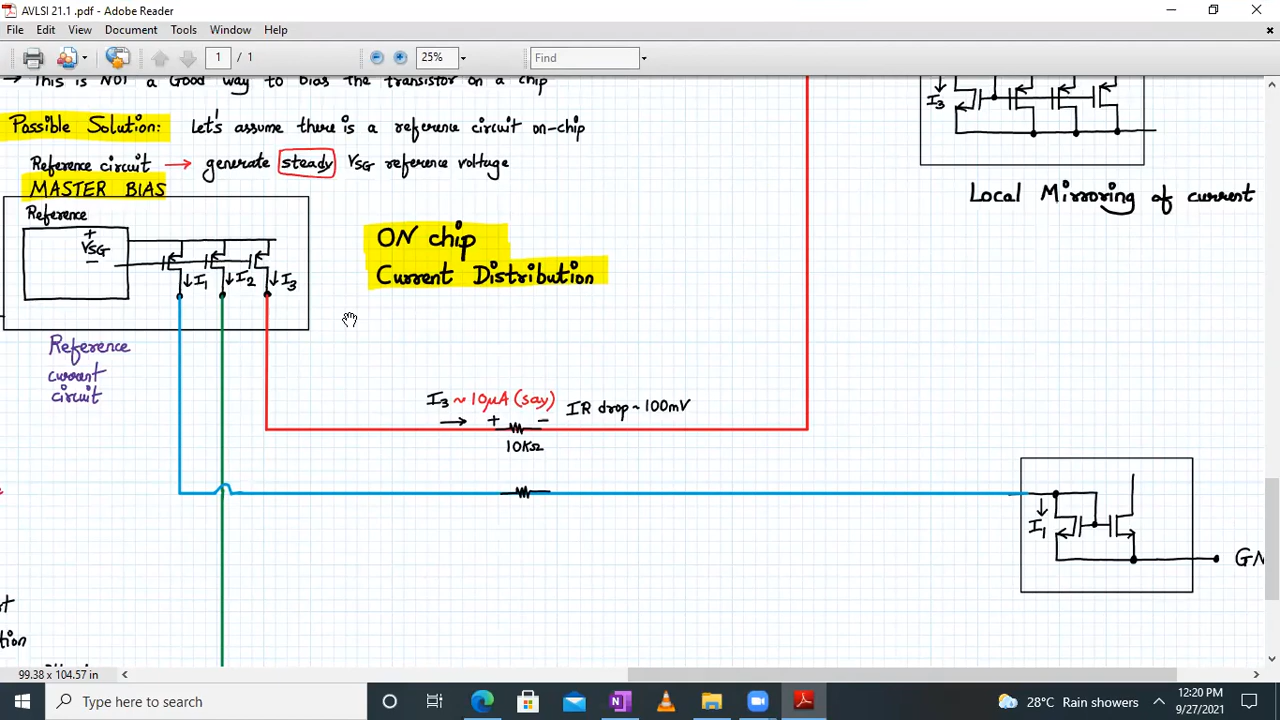 AVLSI 21.1 .pdf - Adobe Reader
File Edit View Document Tools Window Help
1 / 1 25% Find
→ This is NOT a Good way to bias the transistor on a chip
Possible Solution: Let's assume there is a reference circuit on-chip
Reference circuit → generate steady VSG reference voltage
MASTER BIAS
Reference
+
VSG
−
I1 I2 I3
Reference
current
circuit
ON chip
Current Distribution
I3 ~ 10μA (say) IR drop ~ 100mV
+ −
10KΩ
I3
Local Mirroring of current
I1
GN
tion
99.38 x 104.57 in
Type here to search
28°C Rain showers
12:20 PM
9/27/2021